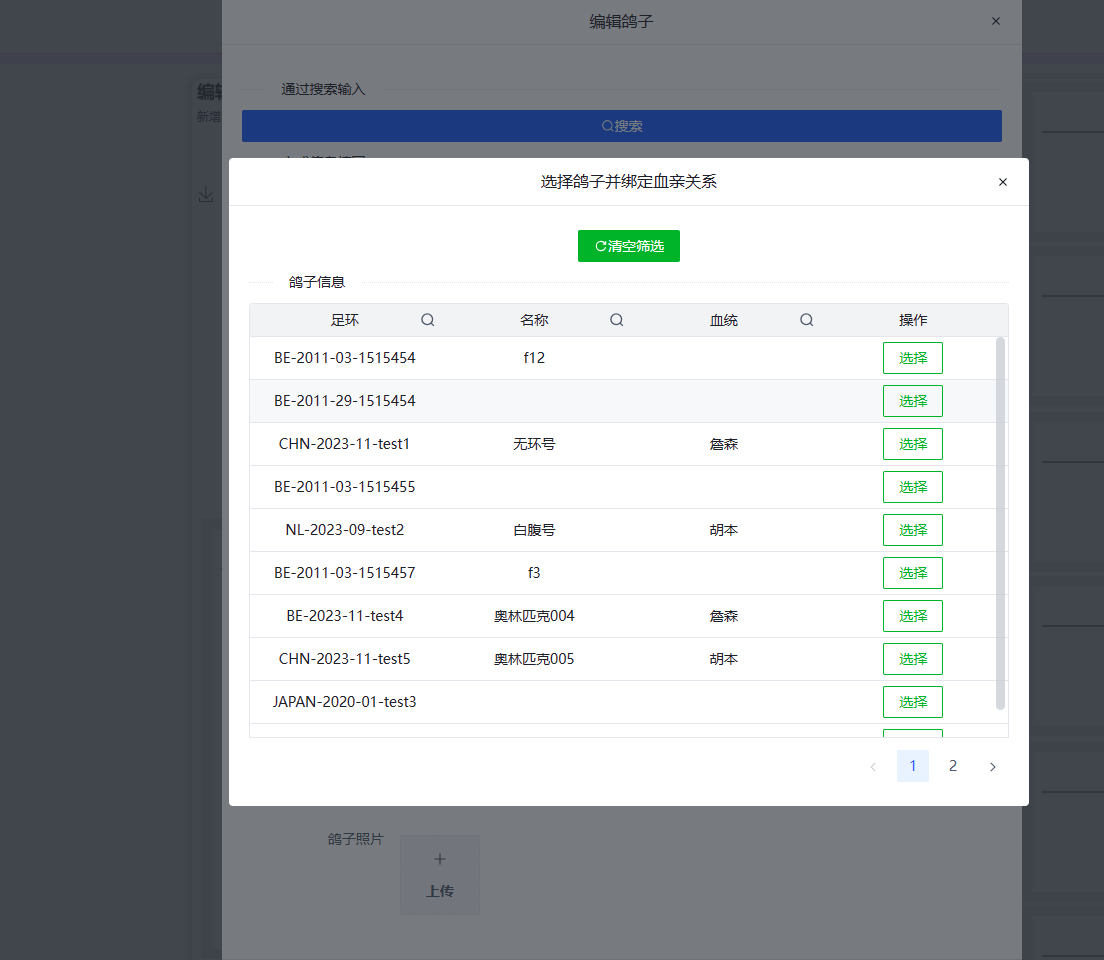 编辑鸽子
通过搜索输入
编辑
新增
搜索
选择鸽子并绑定血亲关系
清空筛选
鸽子信息
足环 名称 血统 操作
BE-2011-03-1515454 f12 选择
BE-2011-29-1515454 选择
CHN-2023-11-test1 无环号 詹森 选择
BE-2011-03-1515455 选择
NL-2023-09-test2 白腹号 胡本 选择
BE-2011-03-1515457 f3 选择
BE-2023-11-test4 奥林匹克004 詹森 选择
CHN-2023-11-test5 奥林匹克005 胡本 选择
JAPAN-2020-01-test3 选择
1 2
鸽子照片
上传